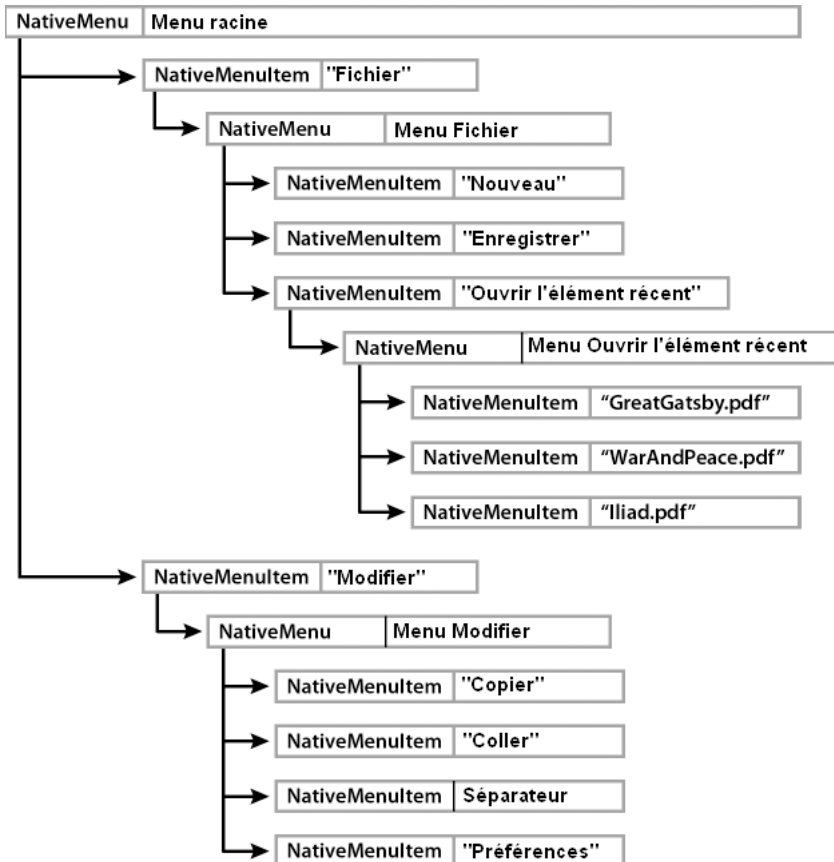 NativeMenu Menu racine
NativeMenuItem "Fichier"
NativeMenu Menu Fichier
NativeMenuItem "Nouveau"
NativeMenuItem "Enregistrer"
NativeMenuItem "Ouvrir l'élément récent"
NativeMenu Menu Ouvrir l'élément récent
NativeMenuItem “GreatGatsby.pdf”
NativeMenuItem “WarAndPeace.pdf”
NativeMenuItem “Iliad.pdf”
NativeMenuItem "Modifier"
NativeMenu Menu Modifier
NativeMenuItem "Copier"
NativeMenuItem "Coller"
NativeMenuItem Séparateur
NativeMenuItem "Préférences"